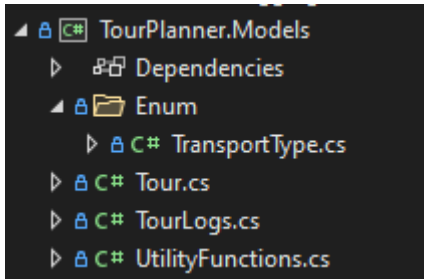 C# TourPlanner.Models
Dependencies
Enum
C# TransportType.cs
C# Tour.cs
C# TourLogs.cs
C# UtilityFunctions.cs